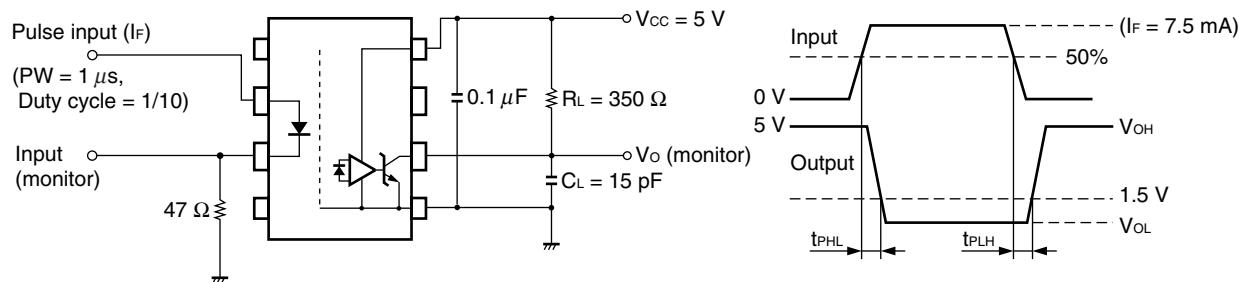 Pulse input (IF)
(PW = 1 μs,
Duty cycle = 1/10)
Input
(monitor)
47 Ω
VCC = 5 V
0.1 μF
RL = 350 Ω
VO (monitor)
CL = 15 pF
Input
(IF = 7.5 mA)
50%
0 V
5 V
VOH
Output
1.5 V
VOL
tPHL
tPLH